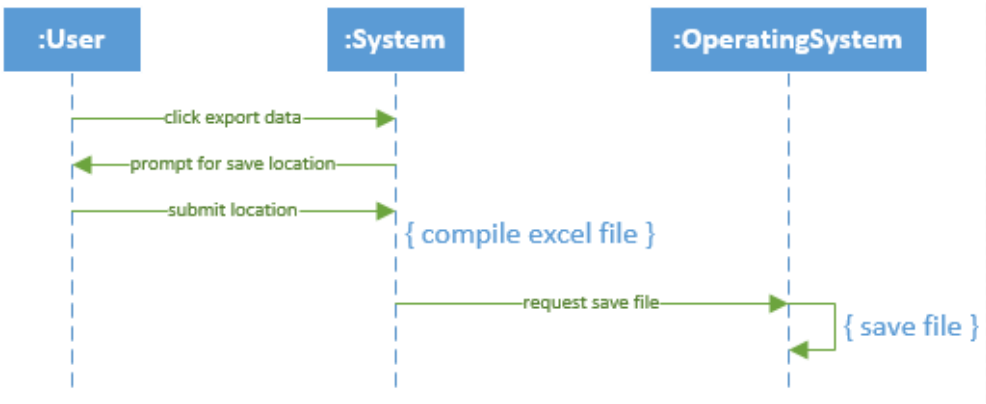 :User
:System
:OperatingSystem
click export data
prompt for save location
submit location
{ compile excel file }
request save file
{ save file }